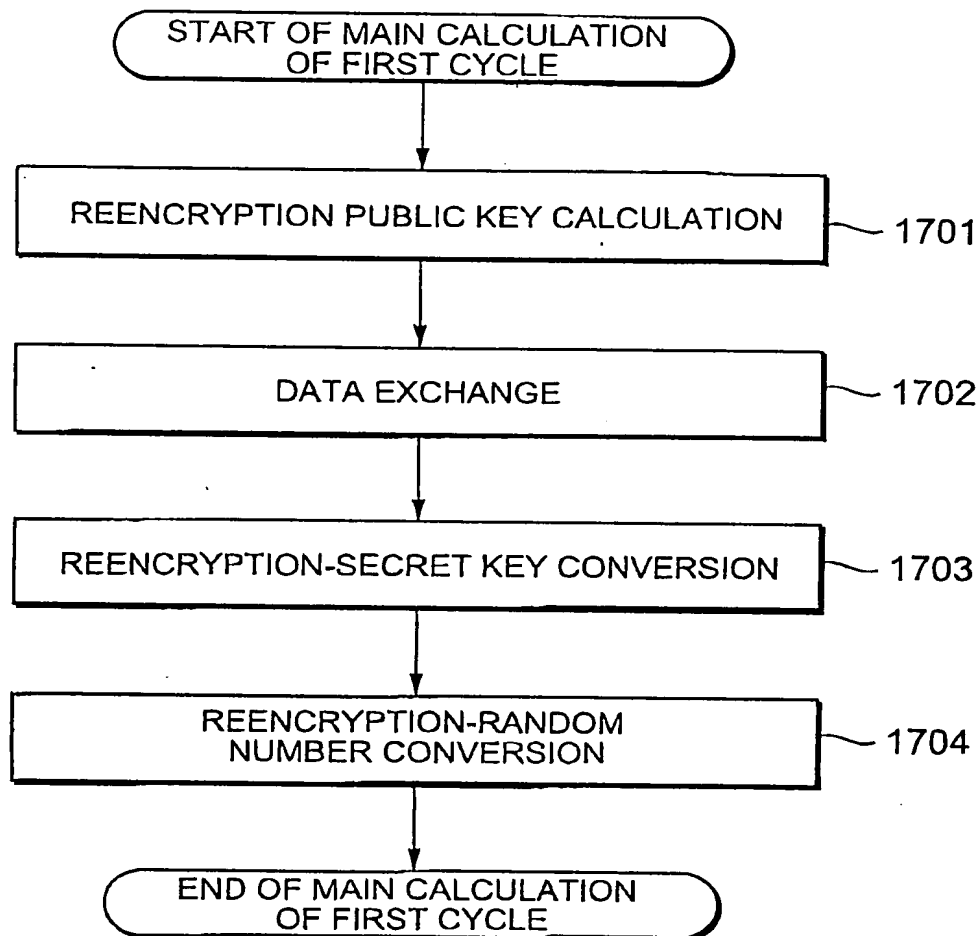 START OF MAIN CALCULATION
OF FIRST CYCLE
REENCRYPTION PUBLIC KEY CALCULATION
1701
DATA EXCHANGE
1702
REENCRYPTION-SECRET KEY CONVERSION
1703
REENCRYPTION-RANDOM
NUMBER CONVERSION
1704
END OF MAIN CALCULATION
OF FIRST CYCLE